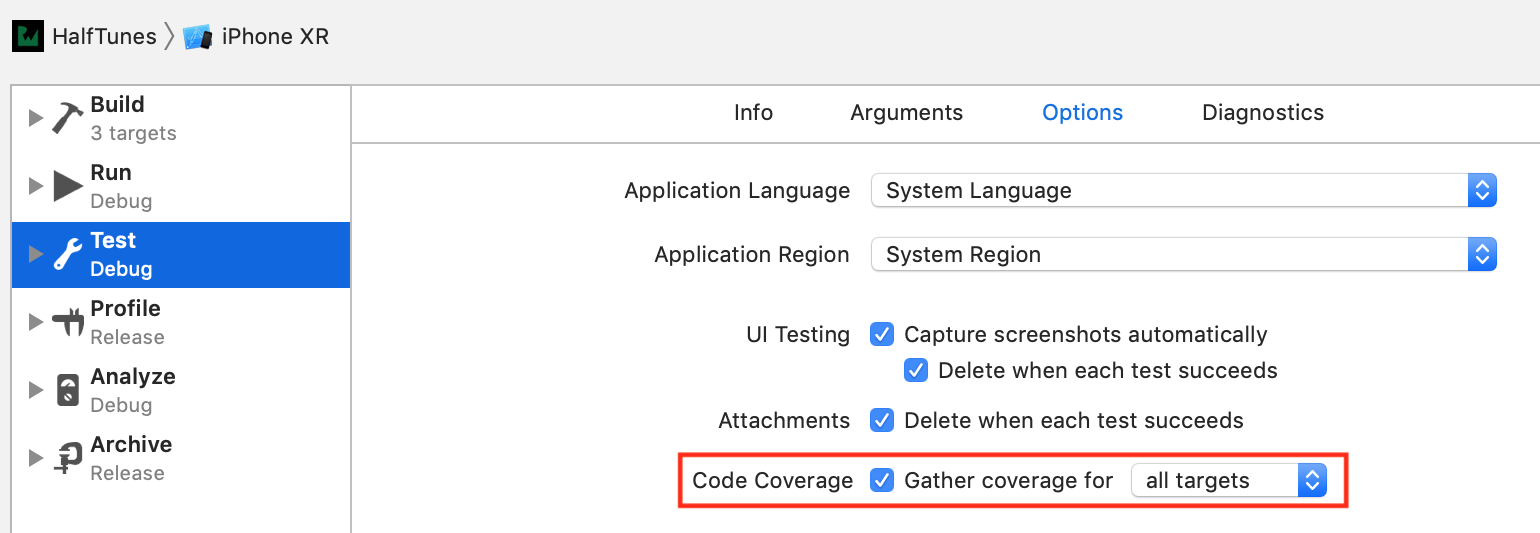 HalfTunes iPhone XR
Build
3 targets
Run
Debug
Test
Debug
Profile
Release
Analyze
Debug
Archive
Release
Info Arguments Options Diagnostics
Application Language System Language
Application Region System Region
UI Testing Capture screenshots automatically
Delete when each test succeeds
Attachments Delete when each test succeeds
Code Coverage Gather coverage for all targets